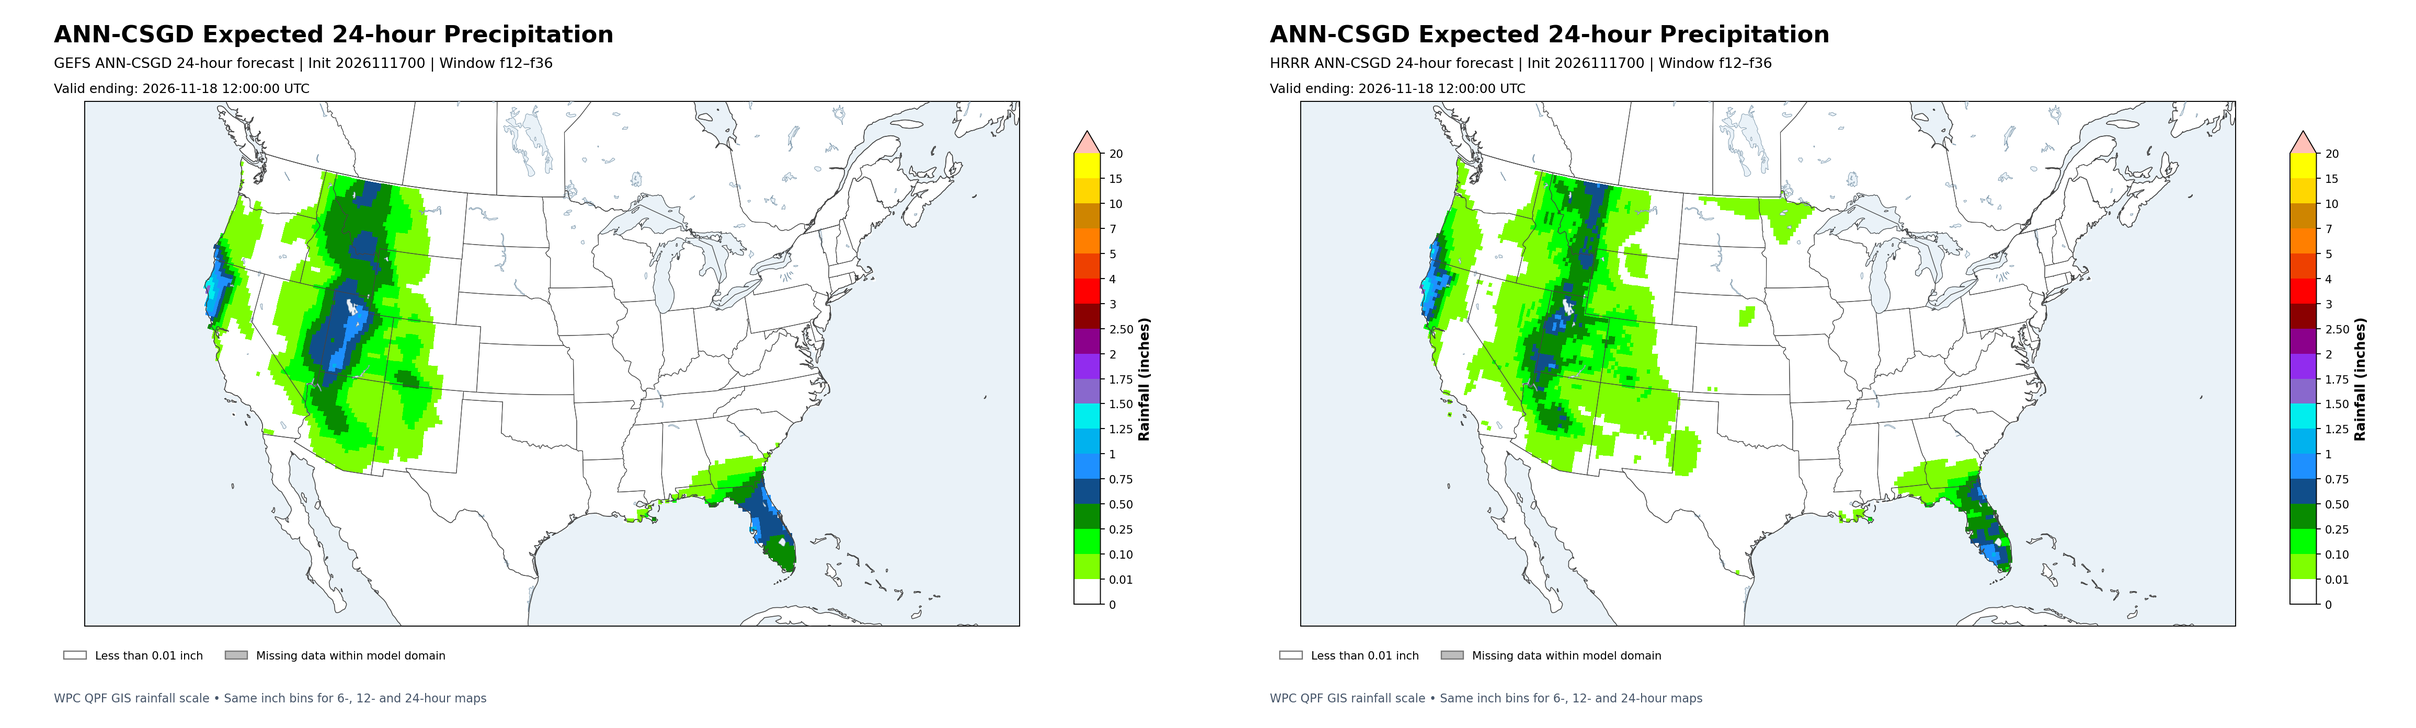 ANN-CSGD Expected 24-hour Precipitation
GEFS ANN-CSGD 24-hour forecast | Init 2026111700 | Window f12–f36
Valid ending: 2026-11-18 12:00:00 UTC
20
15
10
7
5
4
3
2.50
2
1.75
1.50
1.25
1
0.75
0.50
0.25
0.10
0.01
0
Rainfall (inches)
Less than 0.01 inch
Missing data within model domain
WPC QPF GIS rainfall scale • Same inch bins for 6-, 12- and 24-hour maps
ANN-CSGD Expected 24-hour Precipitation
HRRR ANN-CSGD 24-hour forecast | Init 2026111700 | Window f12–f36
Valid ending: 2026-11-18 12:00:00 UTC
20
15
10
7
5
4
3
2.50
2
1.75
1.50
1.25
1
0.75
0.50
0.25
0.10
0.01
0
Rainfall (inches)
Less than 0.01 inch
Missing data within model domain
WPC QPF GIS rainfall scale • Same inch bins for 6-, 12- and 24-hour maps